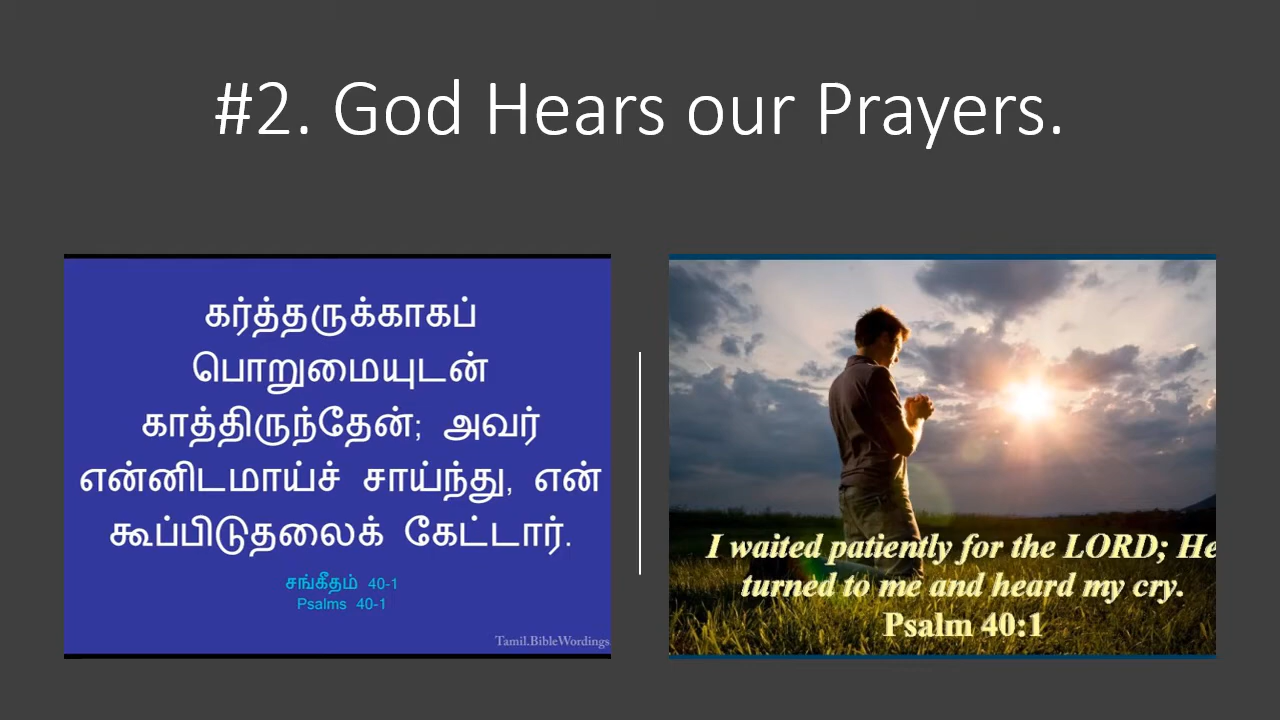 #2. God Hears our Prayers.
கர்த்தருக்காகப்
பொறுமையுடன்
காத்திருந்தேன்; அவர்
என்னிடமாய்ச் சாய்ந்து, என்
கூப்பிடுதலைக் கேட்டார்.
சங்கீதம் 40-1
Psalms 40-1
Tamil.BibleWordings
I waited patiently for the LORD; He
turned to me and heard my cry.
Psalm 40:1